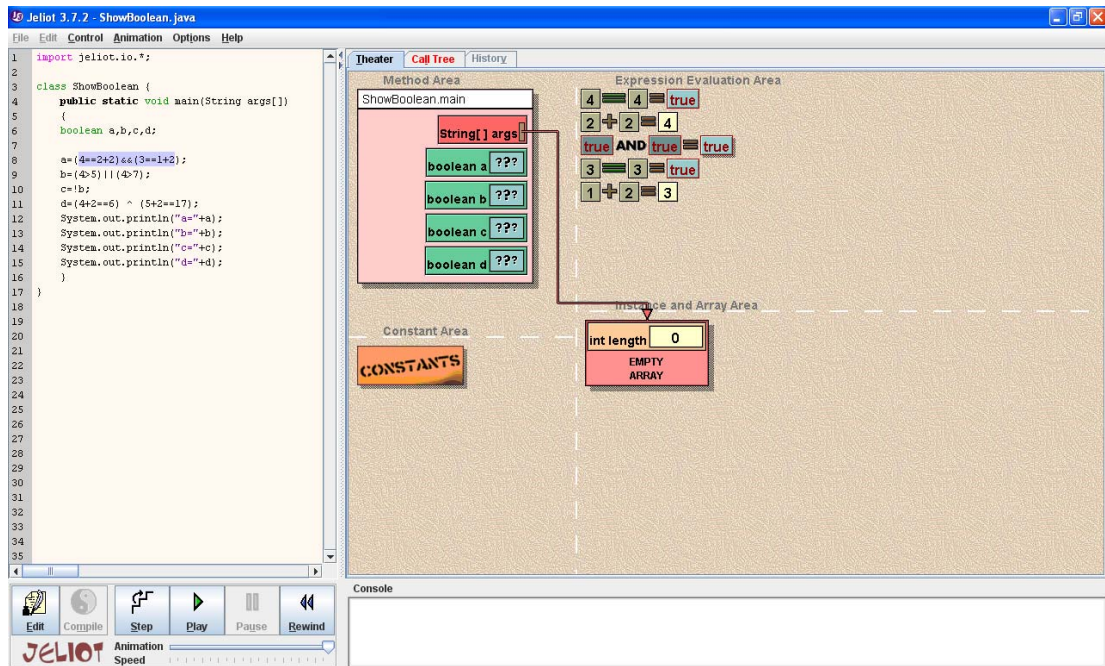 Jeliot 3.7.2 - ShowBoolean.java
File Edit Control Animation Options Help
1 import jeliot.io.*;
2
3 class ShowBoolean {
4 public static void main(String args[])
5 {
6 boolean a,b,c,d;
7
8 a=(4==2+2)&&(3==1+2);
9 b=(4>5)||(4>7);
10 c=!b;
11 d=(4+2==6) ^ (5+2==17);
12 System.out.println("a="+a);
13 System.out.println("b="+b);
14 System.out.println("c="+c);
15 System.out.println("d="+d);
16 }
17 }
18
19
20
21
22
23
24
25
26
27
28
29
30
31
32
33
34
35
Edit Compile Step Play Pause Rewind
JELIOT Animation Speed
Theater Call Tree History
Method Area
ShowBoolean.main
String[ ] args
boolean a ???
boolean b ???
boolean c ???
boolean d ???
Expression Evaluation Area
4 == 4 = true
2 + 2 = 4
true AND true = true
3 == 3 = true
1 + 2 = 3
Constant Area
CONSTANTS
Instance and Array Area
int length 0
EMPTY
ARRAY
Console